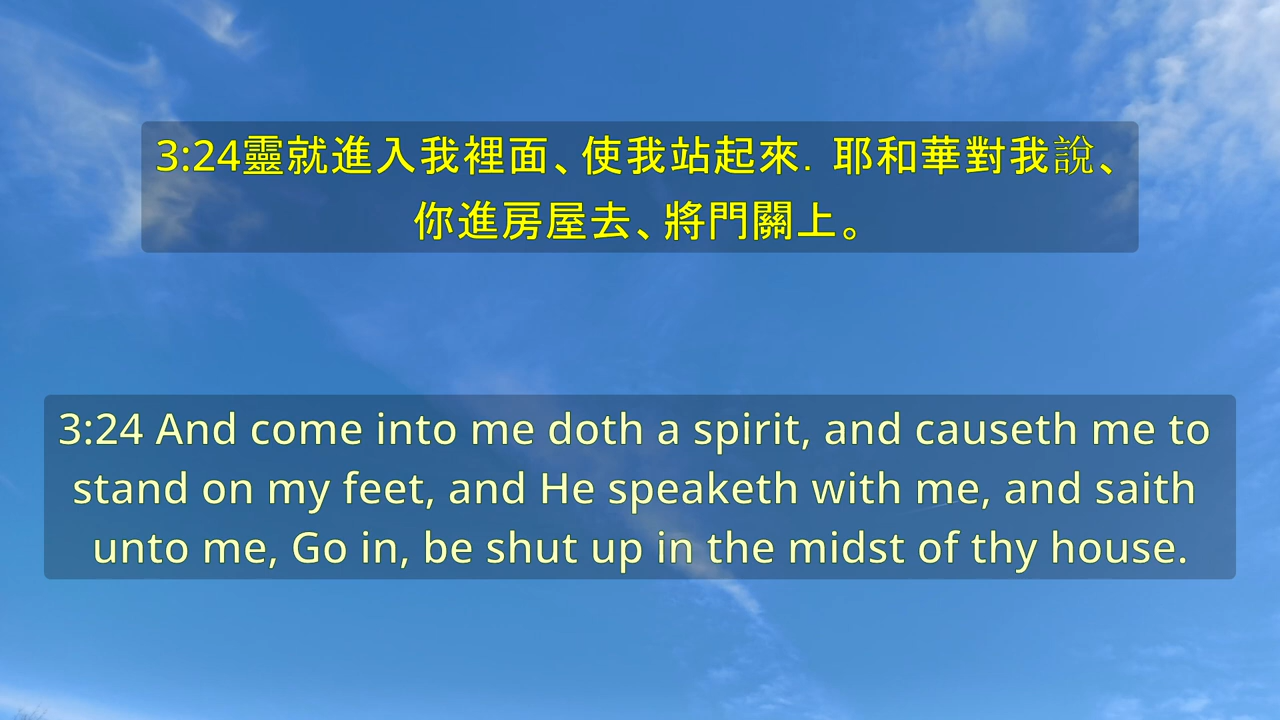 3:24靈就進入我裡面、使我站起來．耶和華對我說、
你進房屋去、將門關上。
3:24 And come into me doth a spirit, and causeth me to
stand on my feet, and He speaketh with me, and saith
unto me, Go in, be shut up in the midst of thy house.